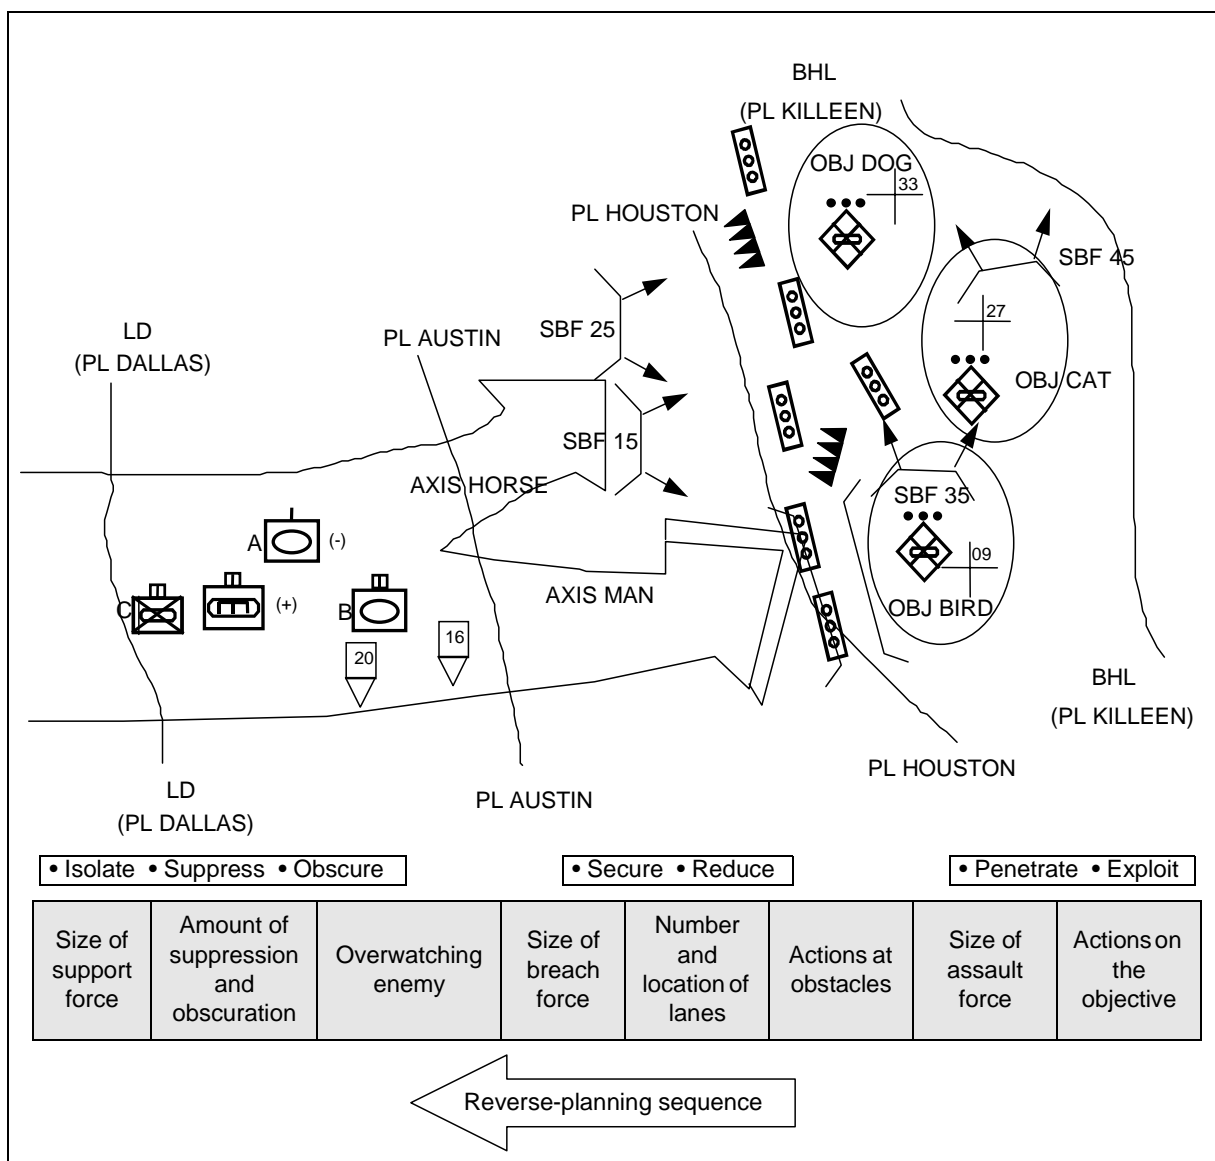 BHL
(PL KILLEEN)
OBJ DOG
33
PL HOUSTON
SBF 45
SBF 25
27
LD
(PL DALLAS)
PL AUSTIN
OBJ CAT
SBF 15
AXIS HORSE
SBF 35
A
(-)
09
C
(+)
B
AXIS MAN
OBJ BIRD
16
20
BHL
(PL KILLEEN)
PL HOUSTON
LD
(PL DALLAS)
PL AUSTIN
• Isolate • Suppress • Obscure
• Secure • Reduce
• Penetrate • Exploit
Size of
support
force
Amount of
suppression
and
obscuration
Overwatching
enemy
Size of
breach
force
Number
and
location of
lanes
Actions at
obstacles
Size of
assault
force
Actions on
the
objective
Reverse-planning sequence